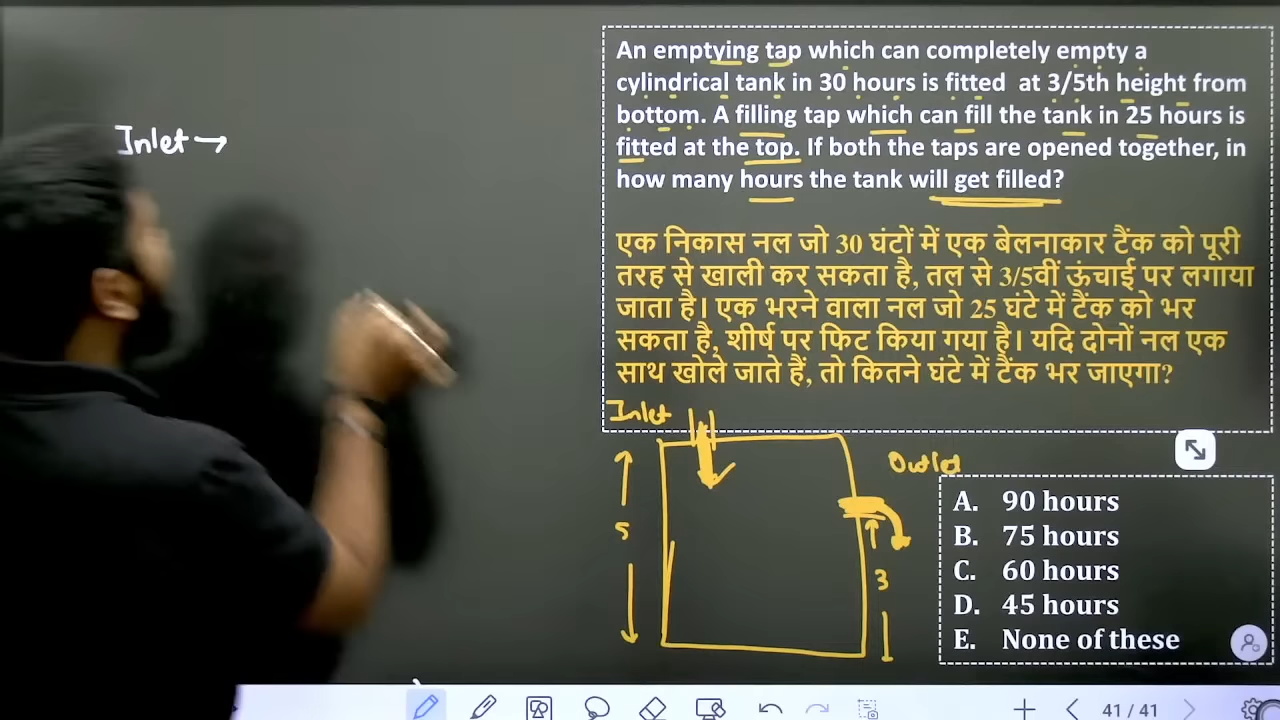 An emptying tap which can completely empty a
cylindrical tank in 30 hours is fitted at 3/5th height from
bottom. A filling tap which can fill the tank in 25 hours is
fitted at the top. If both the taps are opened together, in
how many hours the tank will get filled?
एक निकास नल जो 30 घंटों में एक बेलनाकार टैंक को पूरी
तरह से खाली कर सकता है, तल से 3/5वीं ऊंचाई पर लगाया
जाता है। एक भरने वाला नल जो 25 घंटे में टैंक को भर
सकता है, शीर्ष पर फिट किया गया है। यदि दोनों नल एक
साथ खोले जाते हैं, तो कितने घंटे में टैंक भर जाएगा?
Inlet →
Inlet
Outlet
5
3
A. 90 hours
B. 75 hours
C. 60 hours
D. 45 hours
E. None of these
41 / 41